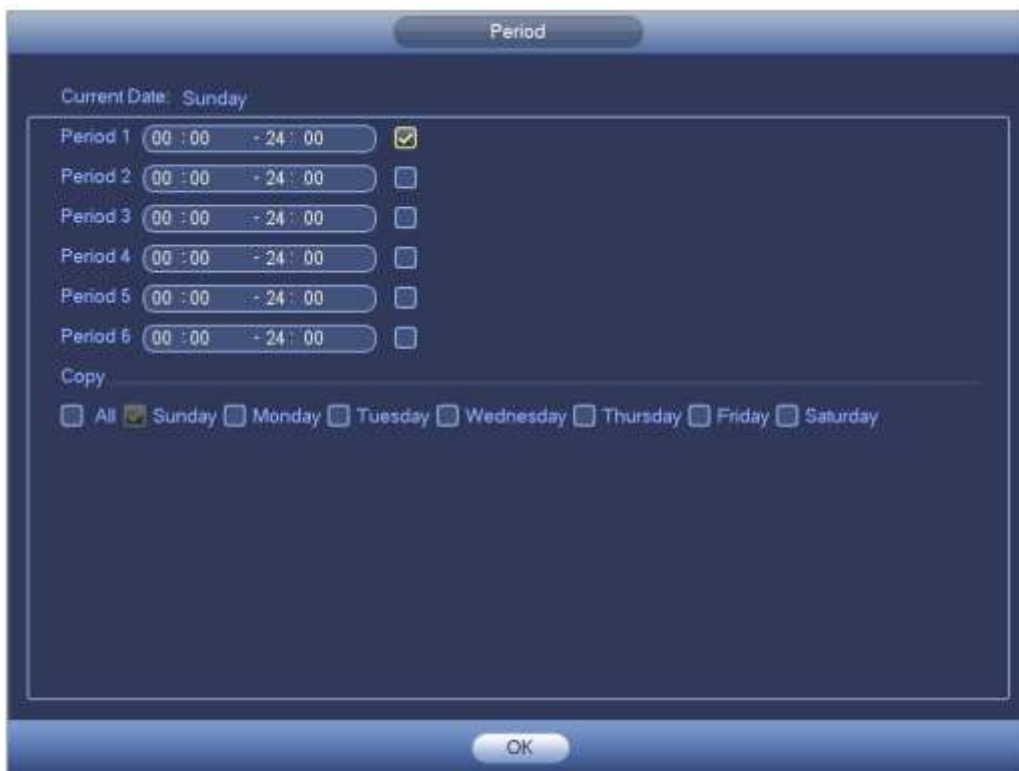 Period
Current Date: Sunday
Period 1 00 : 00 - 24 : 00
Period 2 00 : 00 - 24 : 00
Period 3 00 : 00 - 24 : 00
Period 4 00 : 00 - 24 : 00
Period 5 00 : 00 - 24 : 00
Period 6 00 : 00 - 24 : 00
Copy
All Sunday Monday Tuesday Wednesday Thursday Friday Saturday
OK